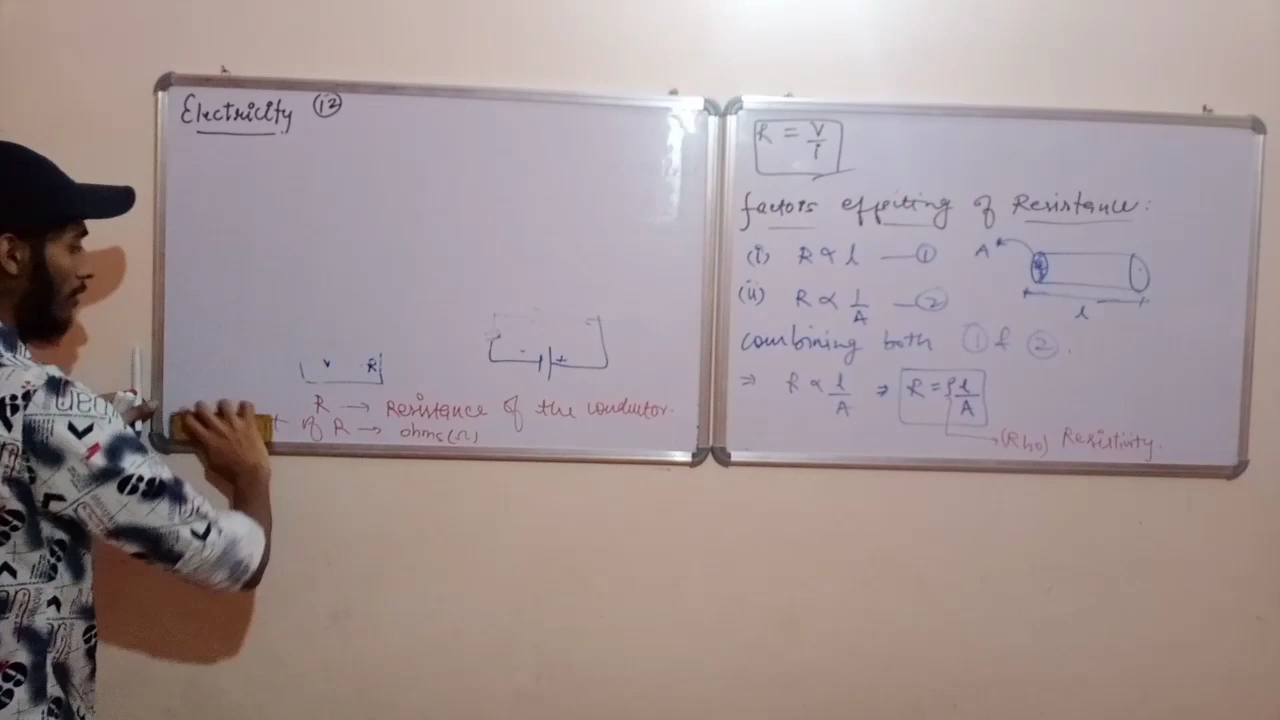 Electricity ⑫
V R
- +
R → Resistance of the conductor.
of R → ohms(Ω)
R = V/i
factors effecting of Resistance:
(i) R ∝ l — ①
A
(ii) R ∝ 1/A — ②
l
combining both ① & ②.
⇒ R ∝ l/A ⇒ R = ρ l/A
→ (Rho) Resistivity.